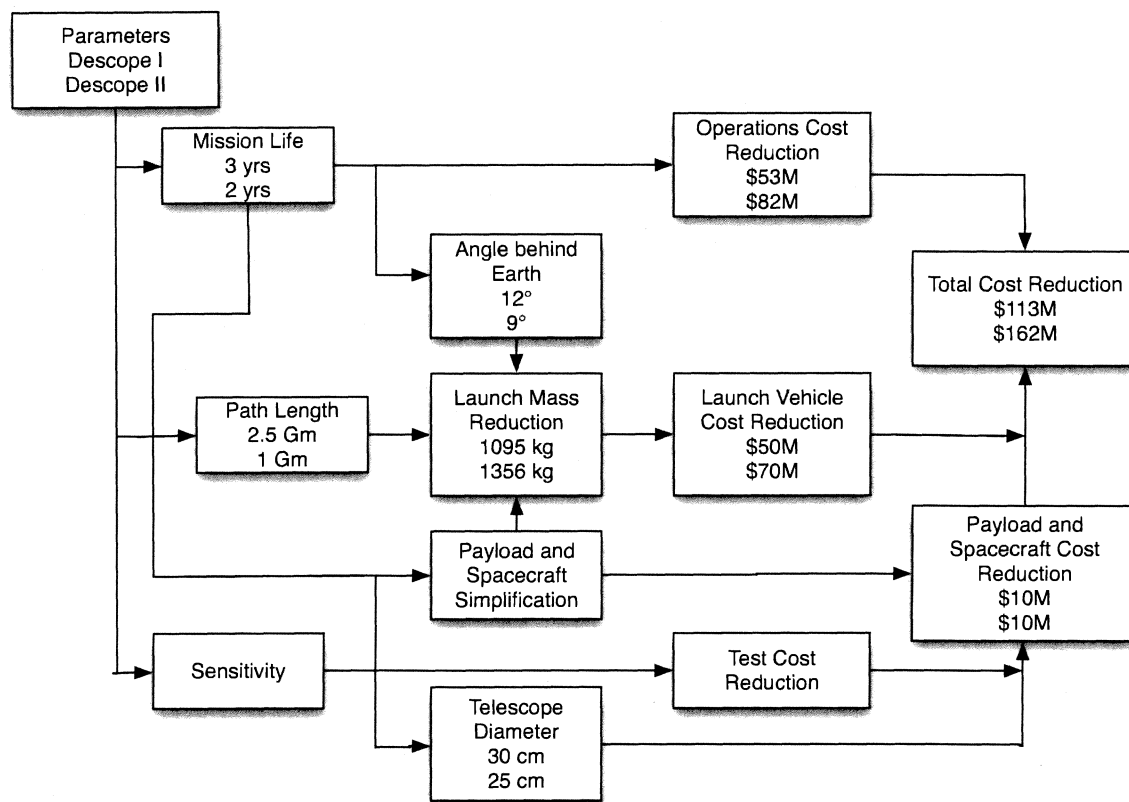 Parameters
Descope I
Descope II
Mission Life
3 yrs
2 yrs
Operations Cost
Reduction
$53M
$82M
Angle behind
Earth
12°
9°
Total Cost Reduction
$113M
$162M
Path Length
2.5 Gm
1 Gm
Launch Mass
Reduction
1095 kg
1356 kg
Launch Vehicle
Cost Reduction
$50M
$70M
Payload and
Spacecraft
Simplification
Payload and
Spacecraft Cost
Reduction
$10M
$10M
Sensitivity
Test Cost
Reduction
Telescope
Diameter
30 cm
25 cm